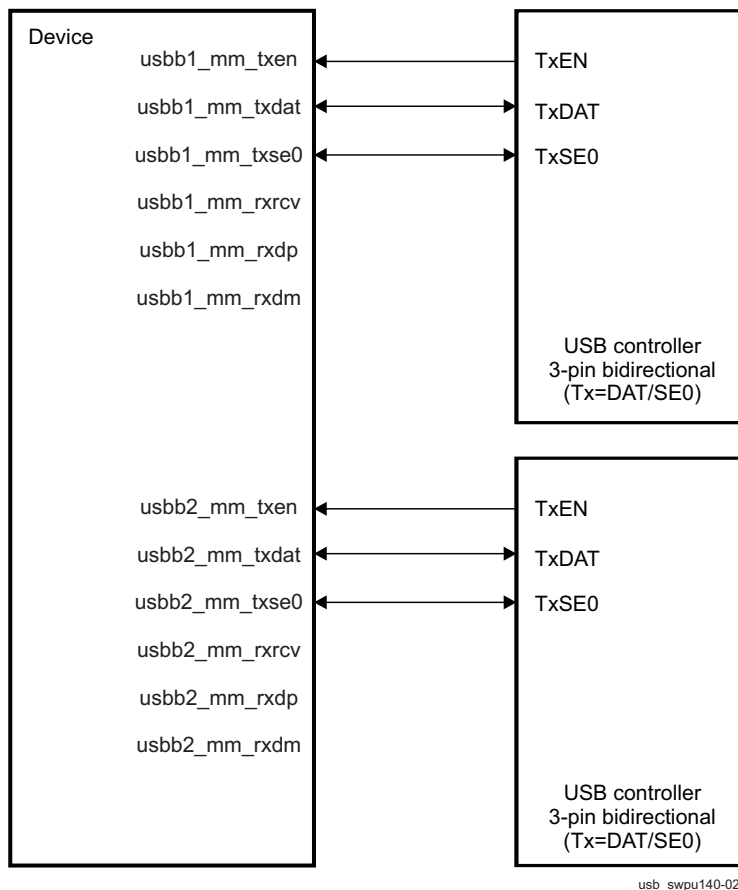 Device
usbb1_mm_txen
usbb1_mm_txdat
usbb1_mm_txse0
usbb1_mm_rxrcv
usbb1_mm_rxdp
usbb1_mm_rxdm
TxEN
TxDAT
TxSE0
USB controller
3-pin bidirectional
(Tx=DAT/SE0)
usbb2_mm_txen
usbb2_mm_txdat
usbb2_mm_txse0
usbb2_mm_rxrcv
usbb2_mm_rxdp
usbb2_mm_rxdm
TxEN
TxDAT
TxSE0
USB controller
3-pin bidirectional
(Tx=DAT/SE0)
usb_swpu140-02